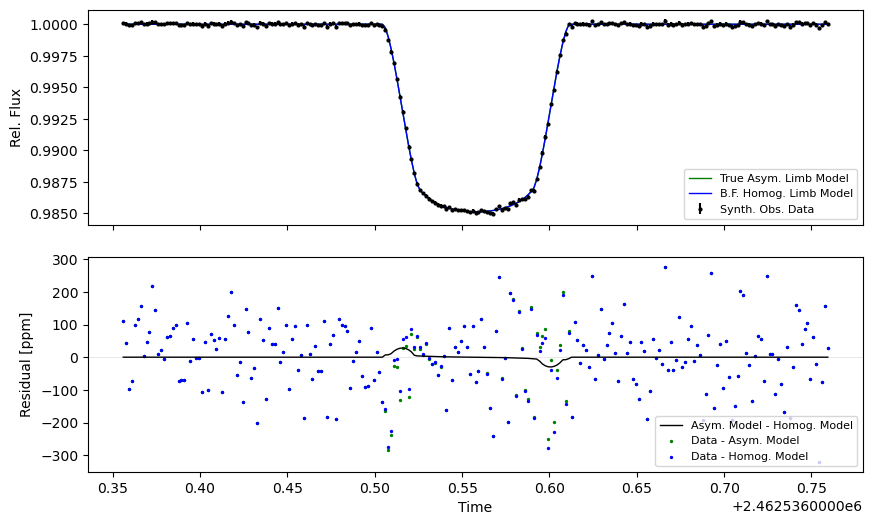 1.0000
0.9975
0.9950
0.9925
0.9900
0.9875
0.9850
Rel. Flux
True Asym. Limb Model
B.F. Homog. Limb Model
Synth. Obs. Data
300
200
100
0
−100
−200
−300
Residual [ppm]
Asym. Model - Homog. Model
Data - Asym. Model
Data - Homog. Model
0.35 0.40 0.45 0.50 0.55 0.60 0.65 0.70 0.75
Time
+2.4625360000e6